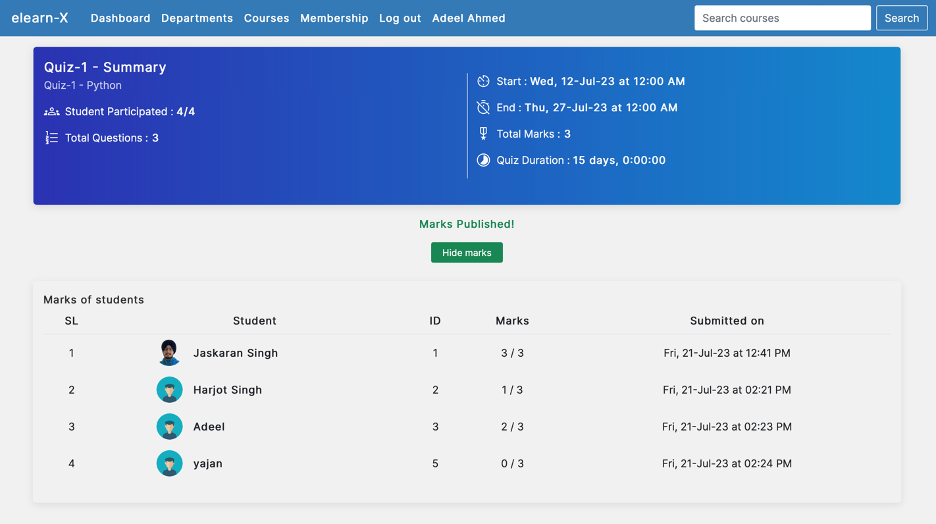 elearn-X Dashboard Departments Courses Membership Log out Adeel Ahmed Search courses Search
Quiz-1 - Summary
Quiz-1 - Python
Student Participated : 4/4
Total Questions : 3
Start : Wed, 12-Jul-23 at 12:00 AM
End : Thu, 27-Jul-23 at 12:00 AM
Total Marks : 3
Quiz Duration : 15 days, 0:00:00
Marks Published!
Hide marks
Marks of students
SL Student ID Marks Submitted on
1 Jaskaran Singh 1 3 / 3 Fri, 21-Jul-23 at 12:41 PM
2 Harjot Singh 2 1 / 3 Fri, 21-Jul-23 at 02:21 PM
3 Adeel 3 2 / 3 Fri, 21-Jul-23 at 02:23 PM
4 yajan 5 0 / 3 Fri, 21-Jul-23 at 02:24 PM